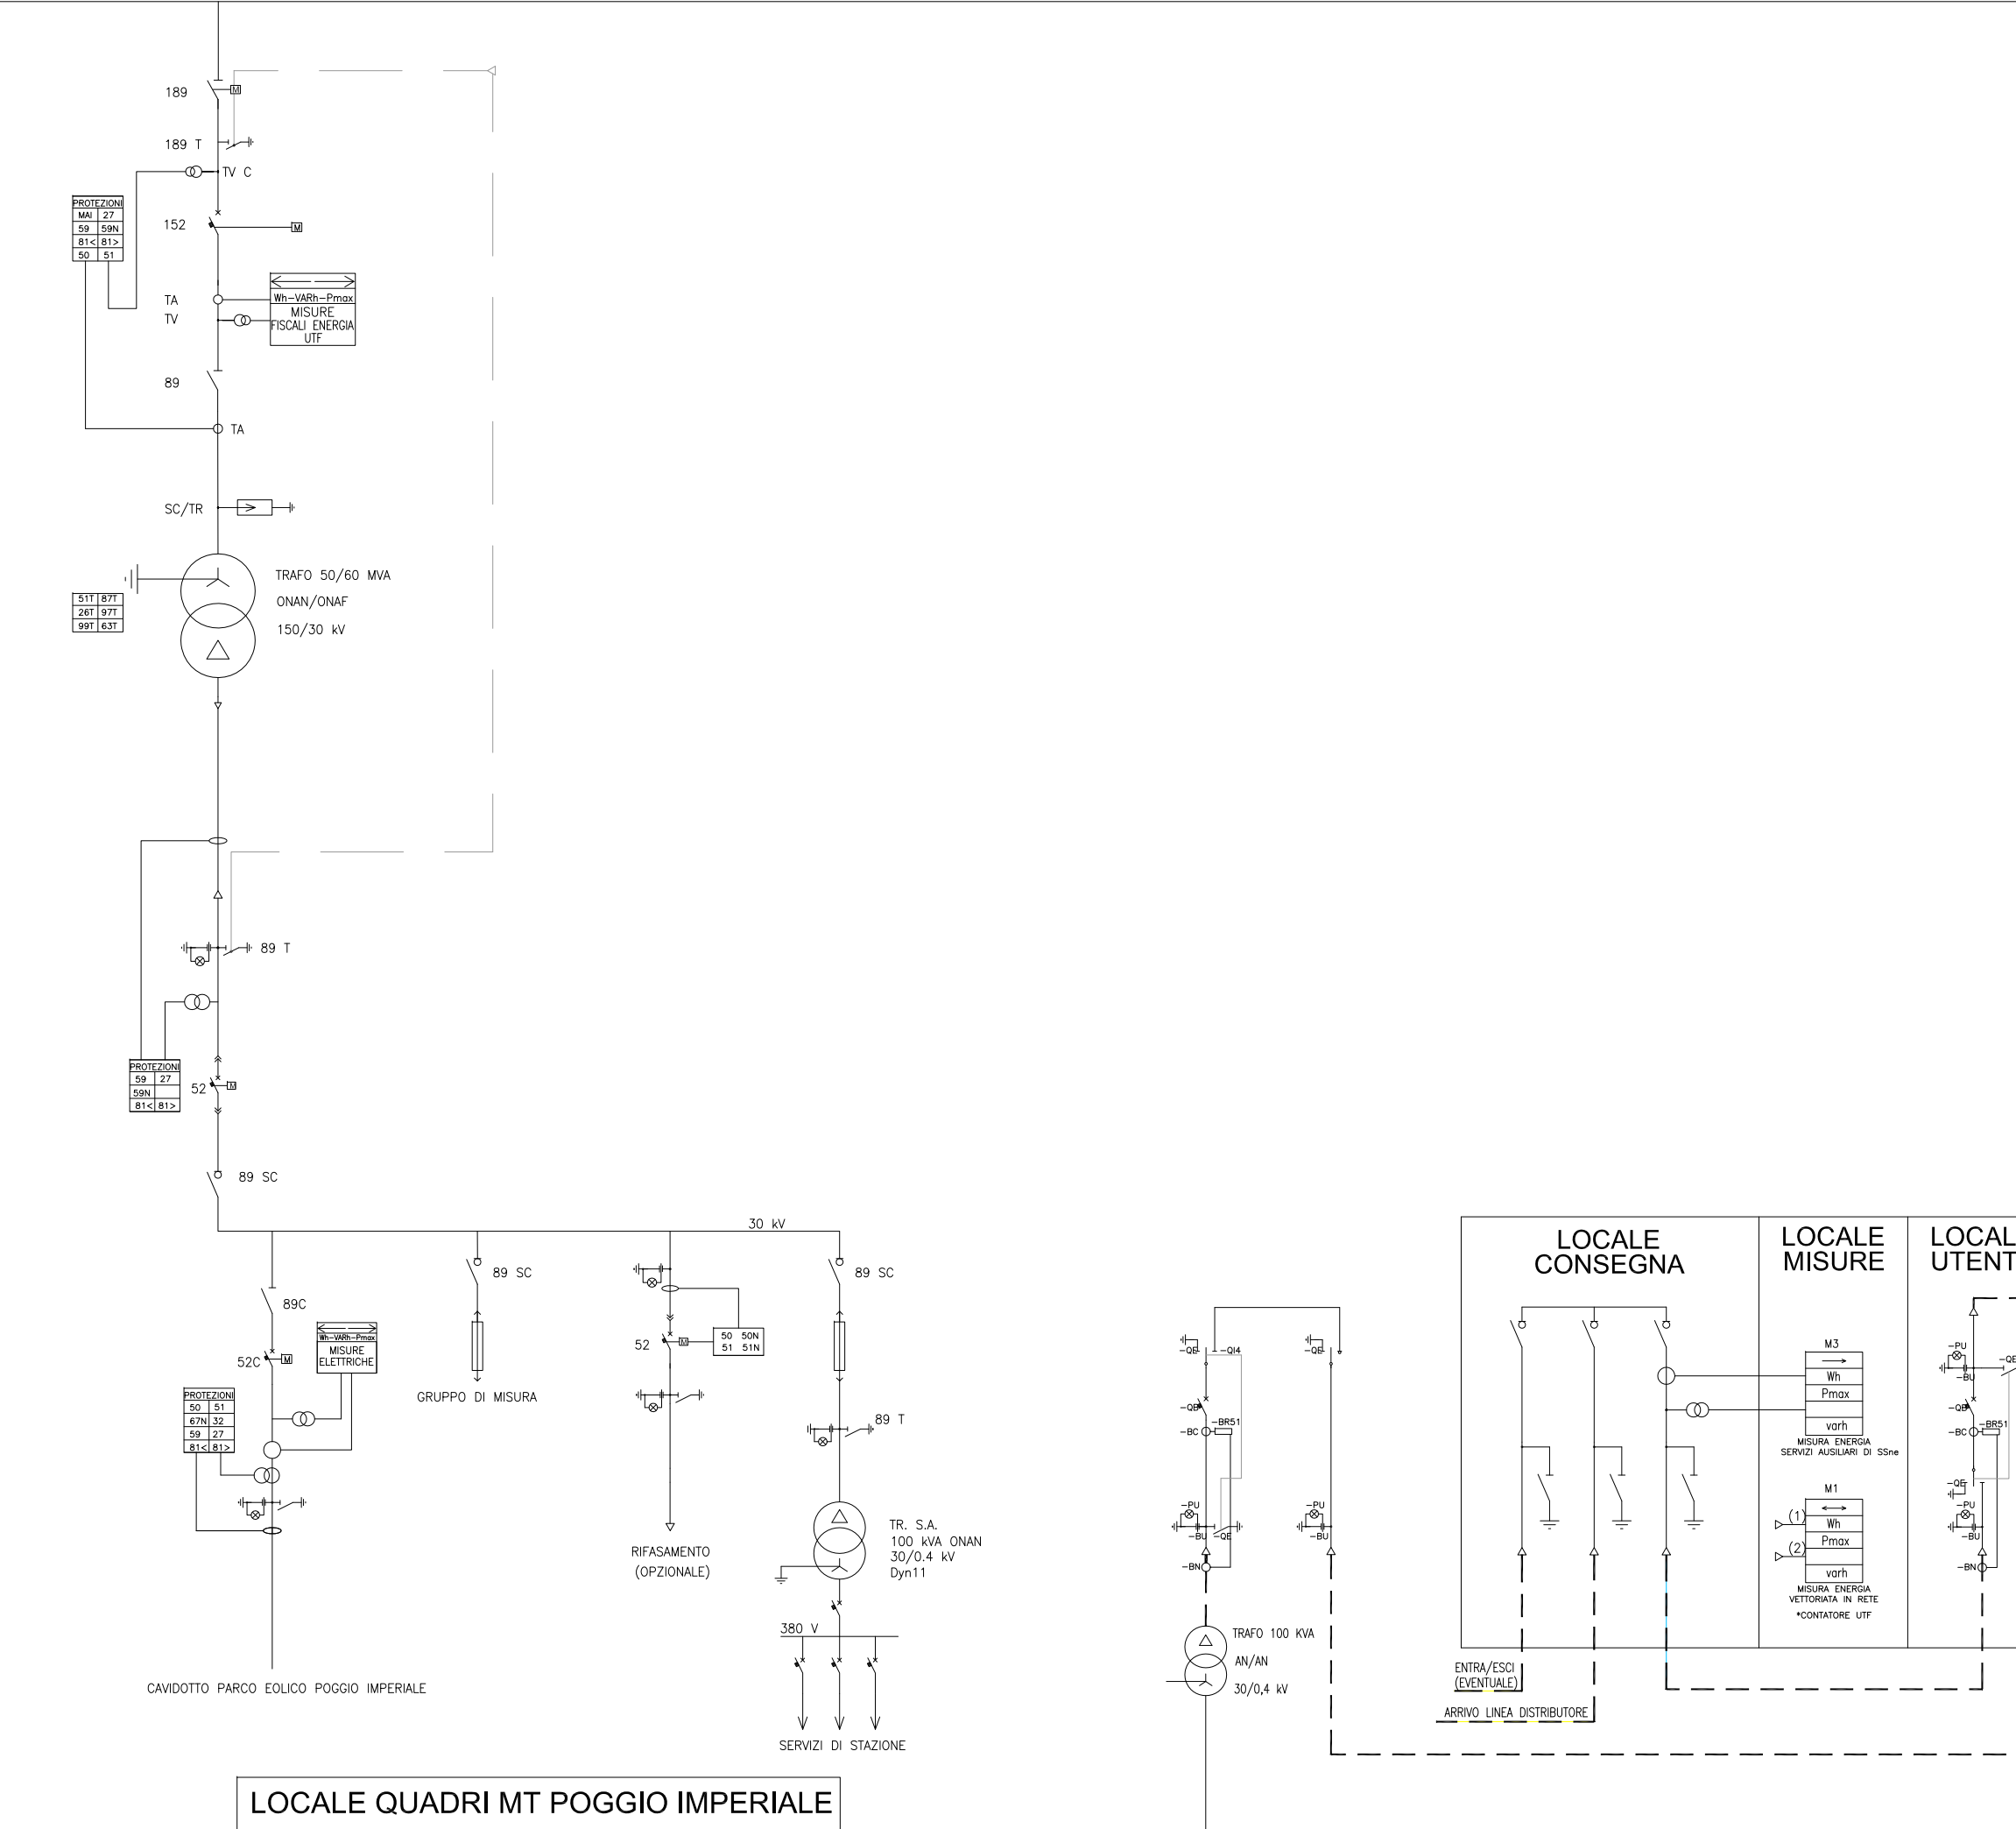 189
M
189 T
TV C
PROTEZIONI
MAI 27
59 59N
81< 81>
50 51
152
M
TA
TV
Wh-VARh-Pmax
MISURE
FISCALI ENERGIA
UTF
89
TA
SC/TR
TRAFO 50/60 MVA
ONAN/ONAF
150/30 kV
51T 87T
26T 97T
99T 63T
89 T
PROTEZIONI
59 27
59N
81< 81>
52
M
89 SC
30 kV
89C
52C
M
Wh-VARh-Pmax
MISURE
ELETTRICHE
PROTEZIONI
50 51
67N 32
59 27
81< 81>
CAVIDOTTO PARCO EOLICO POGGIO IMPERIALE
89 SC
GRUPPO DI MISURA
52
M
50 50N
51 51N
RIFASAMENTO
(OPZIONALE)
89 SC
89 T
TR. S.A.
100 kVA ONAN
30/0.4 kV
Dyn11
380 V
SERVIZI DI STAZIONE
LOCALE QUADRI MT POGGIO IMPERIALE
-QE
-QI4
-QE
-QB
-BR51
-BC
-PU
-BU
-QE
-PU
-BU
-BN
TRAFO 100 KVA
AN/AN
30/0,4 kV
LOCALE
CONSEGNA
LOCALE
MISURE
LOCAL
UTENT
M3
Wh
Pmax
varh
MISURA ENERGIA
SERVIZI AUSILIARI DI SSne
M1
(1)
Wh
(2)
Pmax
varh
MISURA ENERGIA
VETTORIATA IN RETE
*CONTATORE UTF
-PU
-QE
-BU
-QB
-BR51
-BC
-QE
-PU
-BU
-BN
ENTRA/ESCI
(EVENTUALE)
ARRIVO LINEA DISTRIBUTORE